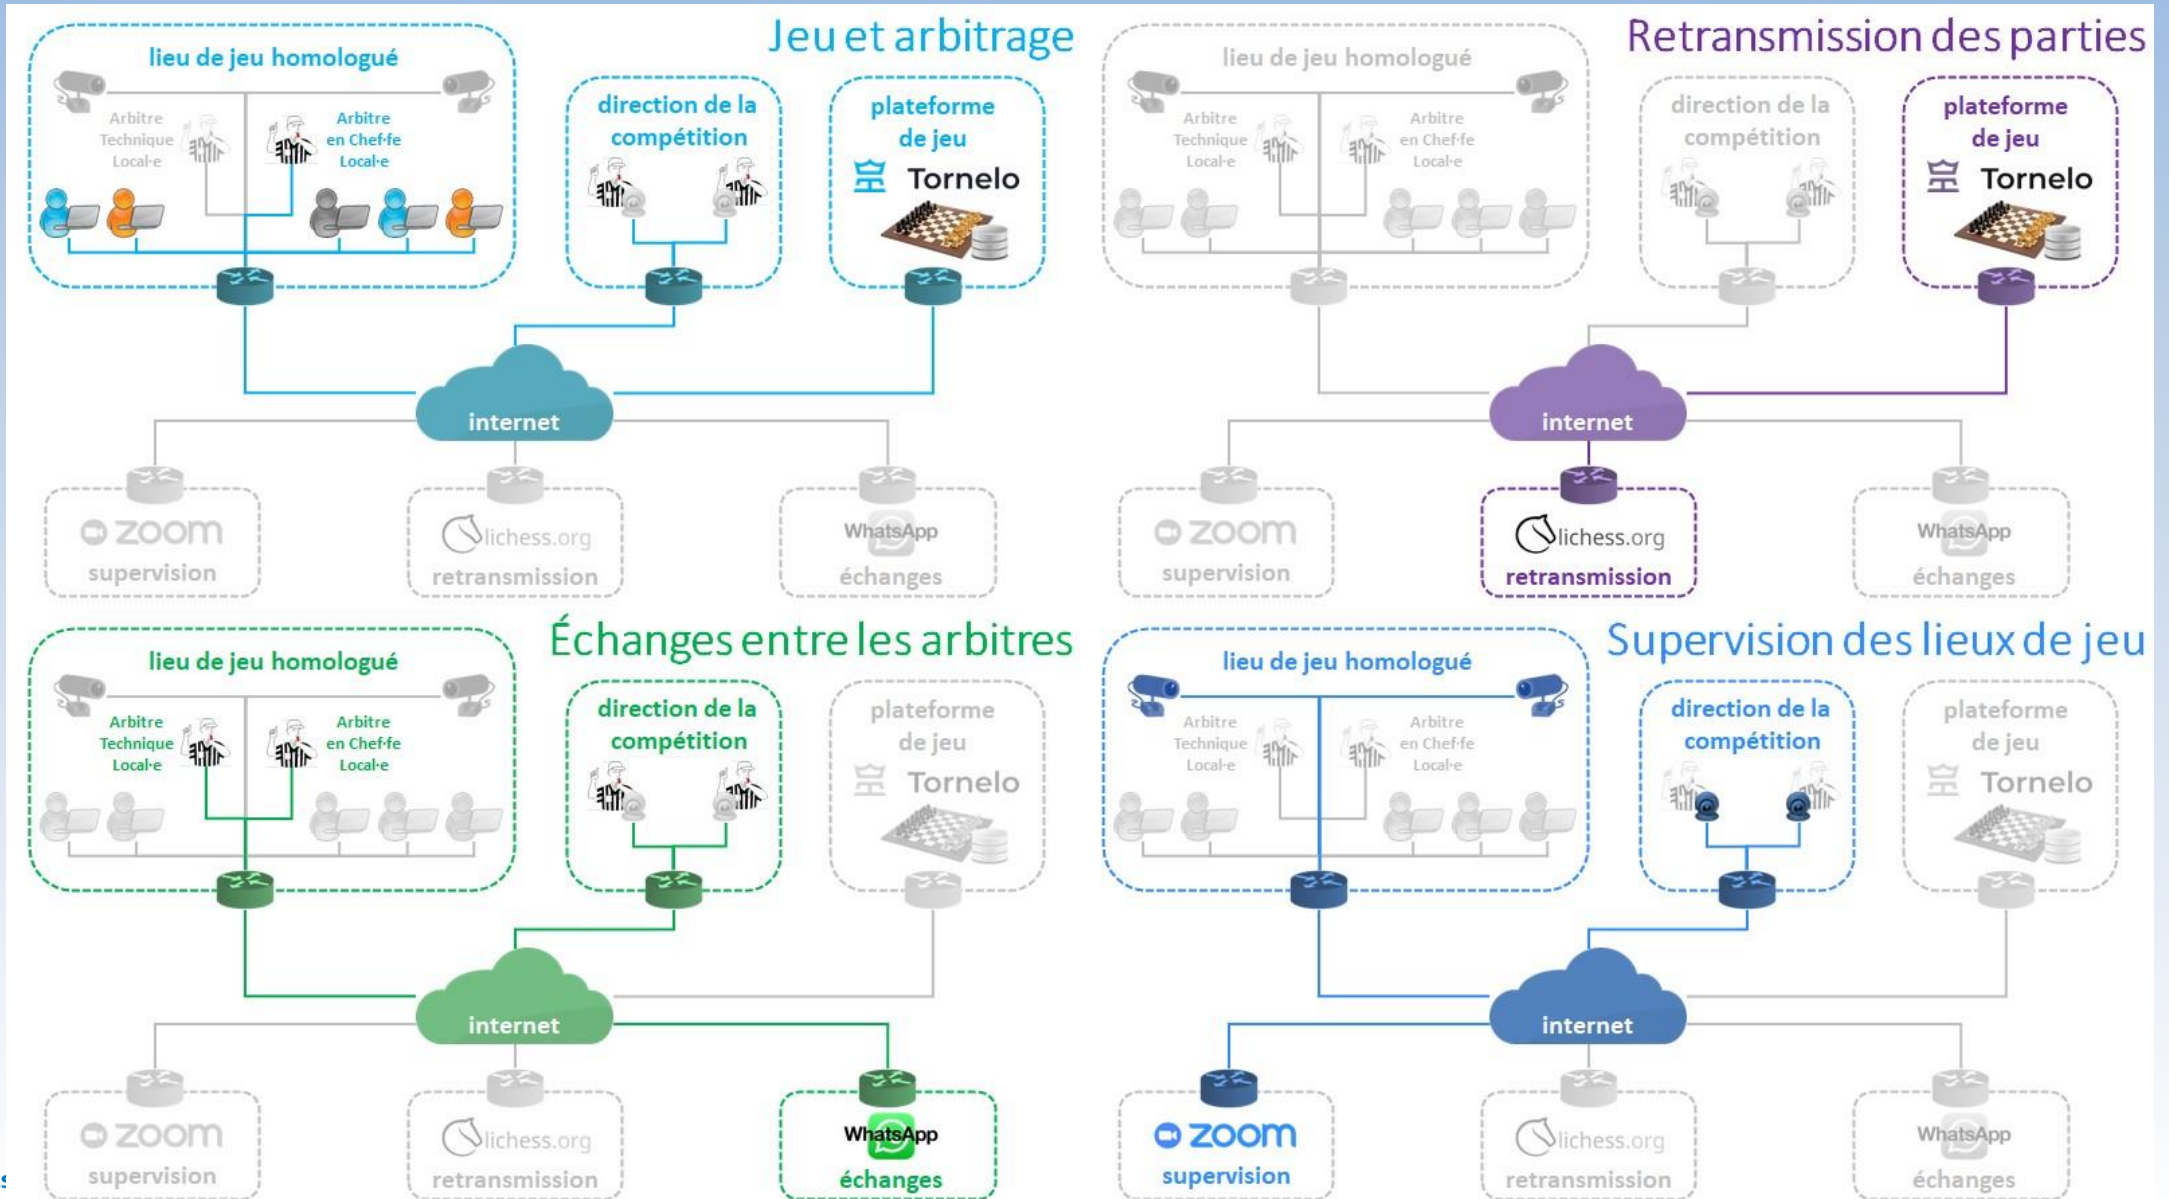 Jeu et arbitrage
lieu de jeu homologué
Arbitre
Technique
Local·e
Arbitre
en Chef·fe
Local·e
direction de la
compétition
plateforme
de jeu
Tornelo
internet
zoom
supervision
lichess.org
retransmission
WhatsApp
échanges
Retransmission des parties
lieu de jeu homologué
Arbitre
Technique
Local·e
Arbitre
en Chef·fe
Local·e
direction de la
compétition
plateforme
de jeu
Tornelo
internet
zoom
supervision
lichess.org
retransmission
WhatsApp
échanges
Échanges entre les arbitres
lieu de jeu homologué
Arbitre
Technique
Local·e
Arbitre
en Chef·fe
Local·e
direction de la
compétition
plateforme
de jeu
Tornelo
internet
zoom
supervision
lichess.org
retransmission
WhatsApp
échanges
Supervision des lieux de jeu
lieu de jeu homologué
Arbitre
Technique
Local·e
Arbitre
en Chef·fe
Local·e
direction de la
compétition
plateforme
de jeu
Tornelo
internet
zoom
supervision
lichess.org
retransmission
WhatsApp
échanges